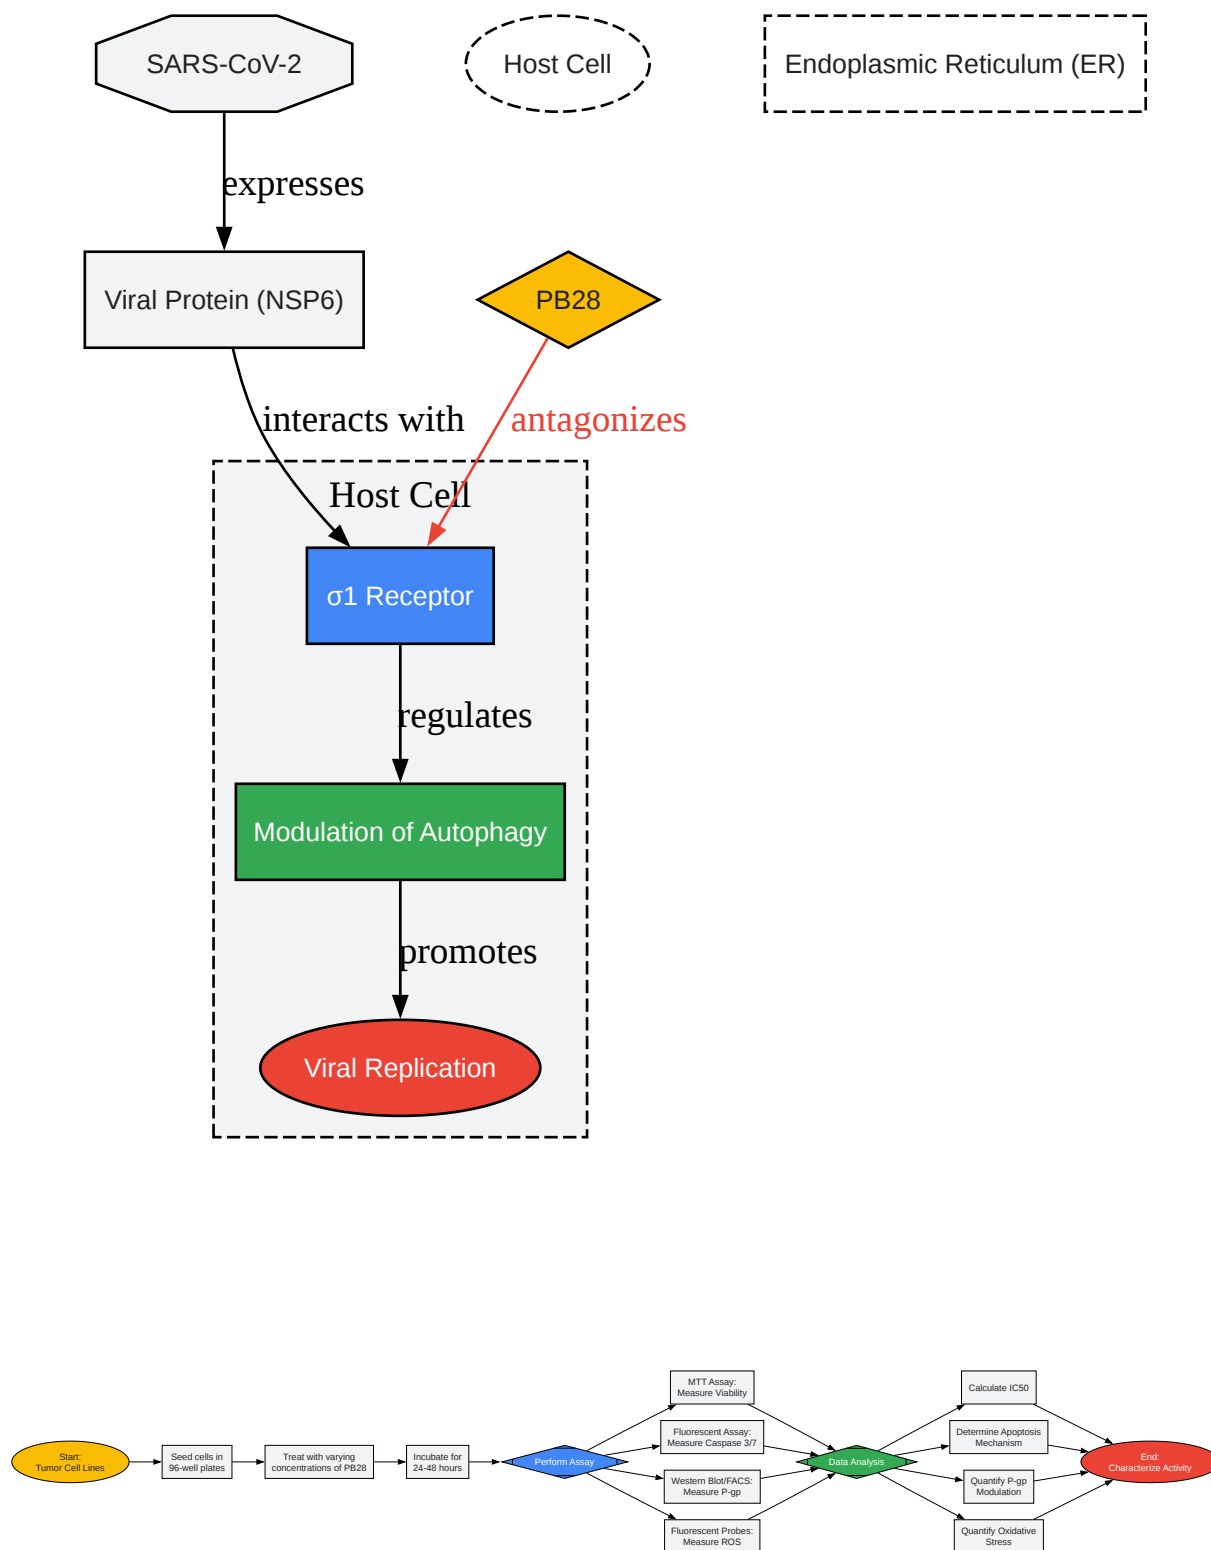 SARS-CoV-2
Host Cell
Endoplasmic Reticulum (ER)
expresses
Viral Protein (NSP6)
PB28
interacts with
antagonizes
Host Cell
σ1 Receptor
regulates
Modulation of Autophagy
promotes
Viral Replication
Start:
Tumor Cell Lines
Seed cells in
96-well plates
Treat with varying
concentrations of PB28
Incubate for
24-48 hours
Perform Assay
MTT Assay:
Measure Viability
Fluorescent Assay:
Measure Caspase 3/7
Western Blot/FACS:
Measure P-gp
Fluorescent Probes:
Measure ROS
Data Analysis
Calculate IC50
Determine Apoptosis
Mechanism
Quantify P-gp
Modulation
Quantify Oxidative
Stress
End:
Characterize Activity